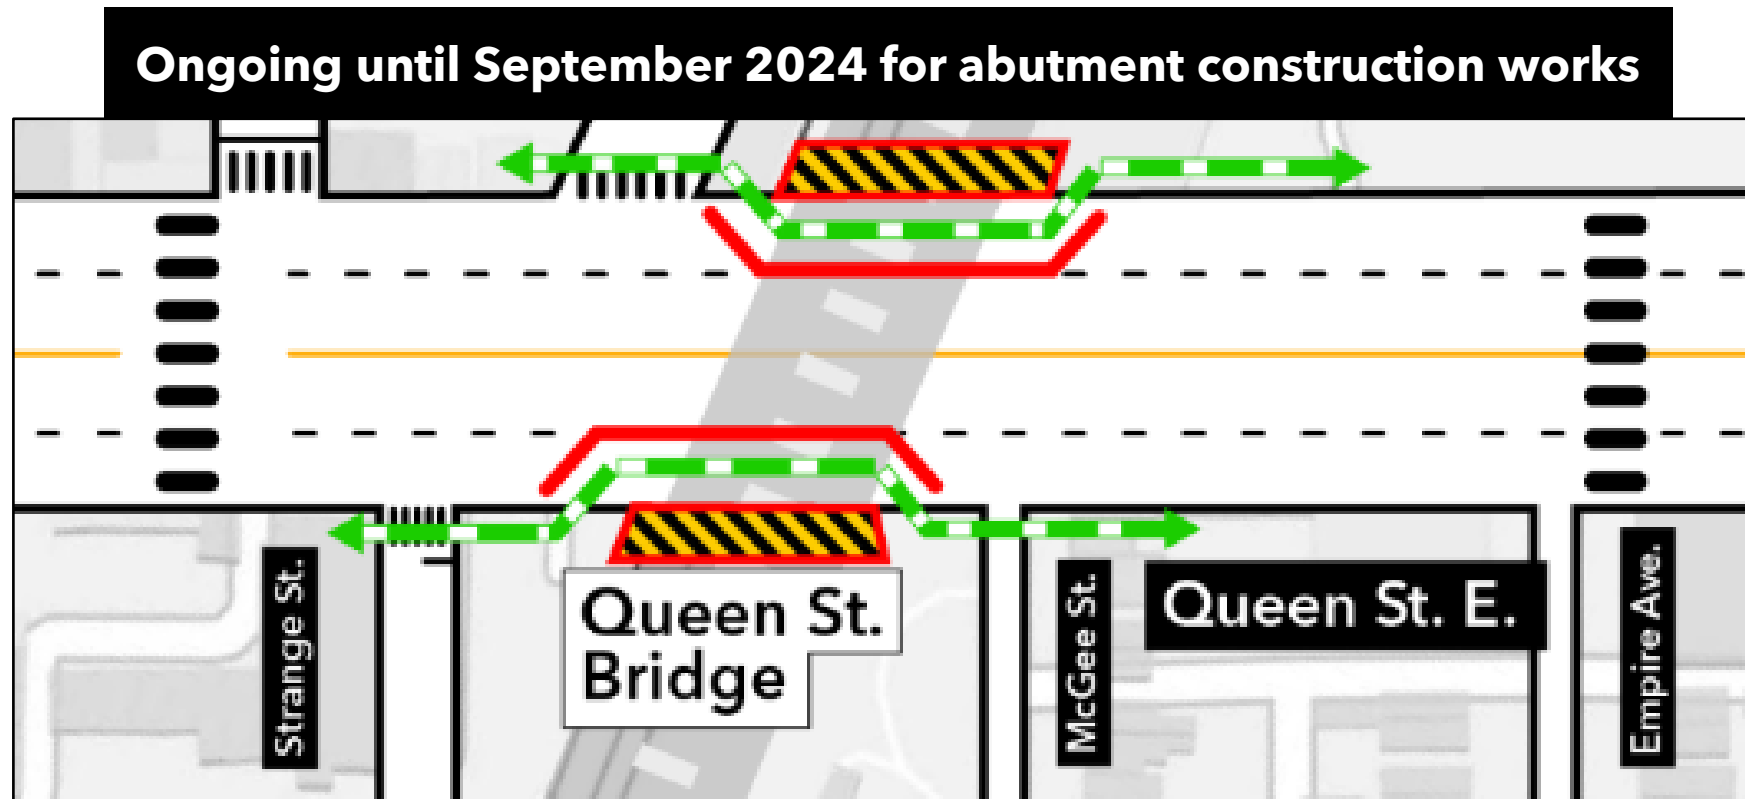 Ongoing until September 2024 for abutment construction works
Strange St.
Queen St.
Bridge
McGee St.
Queen St. E.
Empire Ave.